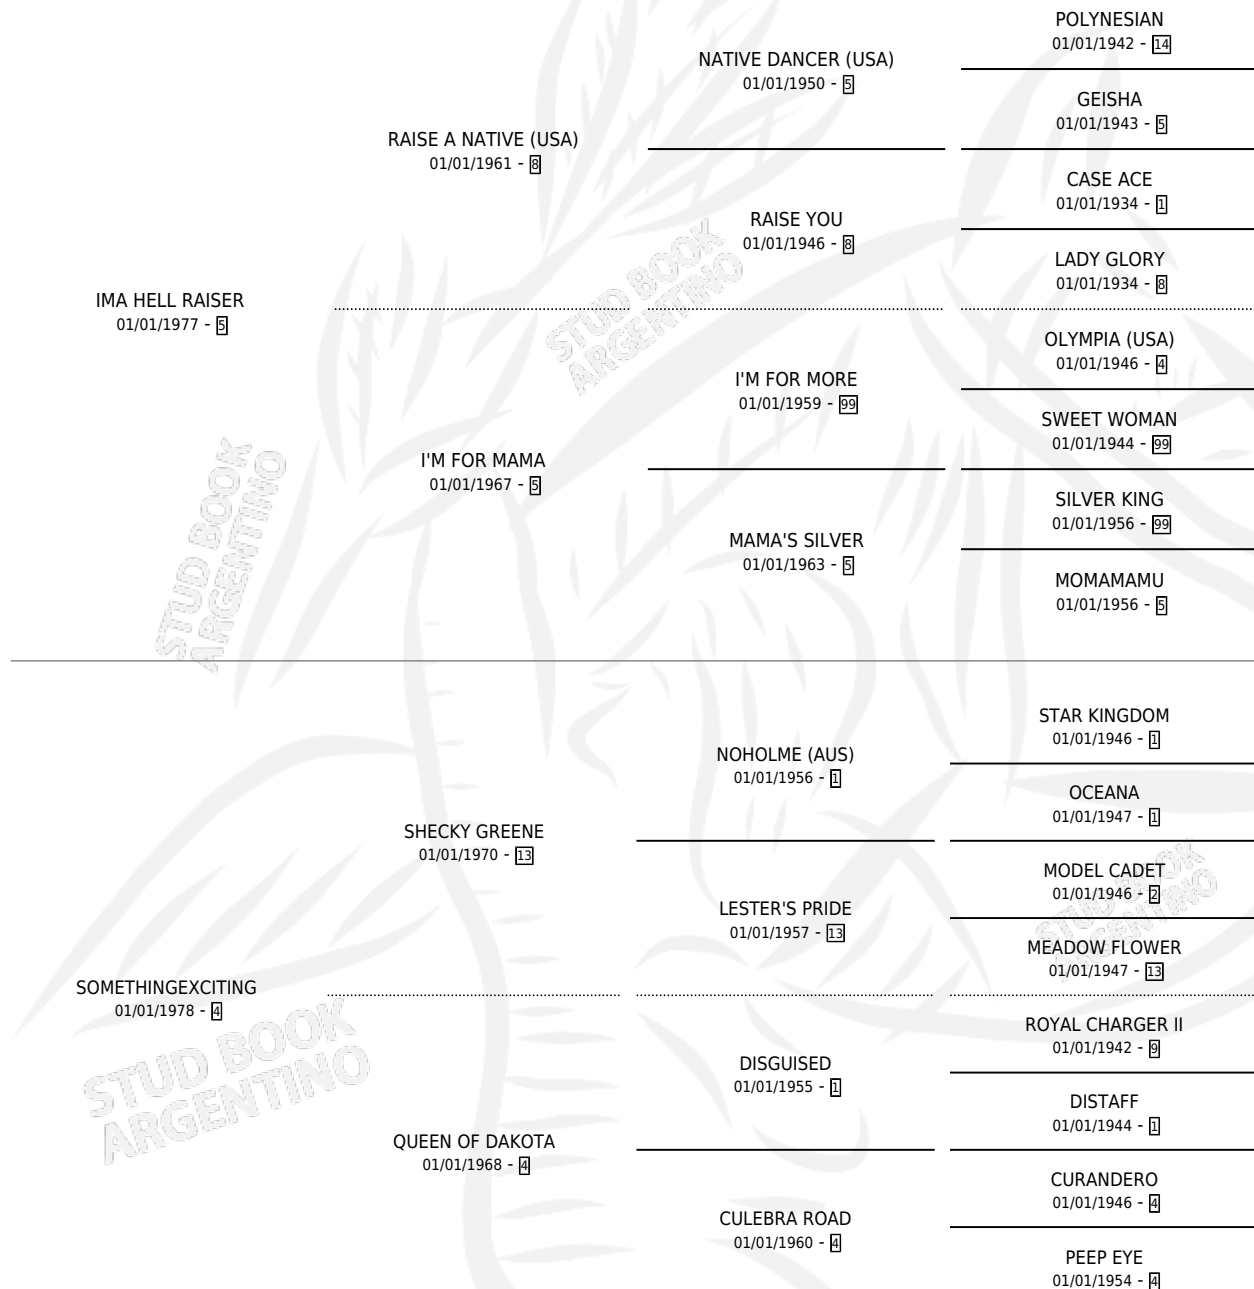 POLYNESIAN
01/01/1942 - 14
NATIVE DANCER (USA)
01/01/1950 - 5
GEISHA
01/01/1943 - 5
RAISE A NATIVE (USA)
01/01/1961 - 8
CASE ACE
01/01/1934 - 1
RAISE YOU
01/01/1946 - 8
LADY GLORY
01/01/1934 - 8
IMA HELL RAISER
01/01/1977 - 5
OLYMPIA (USA)
01/01/1946 - 4
I'M FOR MORE
01/01/1959 - 99
SWEET WOMAN
01/01/1944 - 99
I'M FOR MAMA
01/01/1967 - 5
SILVER KING
01/01/1956 - 99
MAMA'S SILVER
01/01/1963 - 5
MOMAMAMU
01/01/1956 - 5
STAR KINGDOM
01/01/1946 - 1
NOHOLME (AUS)
01/01/1956 - 1
OCEANA
01/01/1947 - 1
SHECKY GREENE
01/01/1970 - 13
MODEL CADET
01/01/1946 - 2
LESTER'S PRIDE
01/01/1957 - 13
MEADOW FLOWER
01/01/1947 - 13
SOMETHINGEXCITING
01/01/1978 - 4
ROYAL CHARGER II
01/01/1942 - 9
DISGUISED
01/01/1955 - 1
DISTAFF
01/01/1944 - 1
QUEEN OF DAKOTA
01/01/1968 - 4
CURANDERO
01/01/1946 - 4
CULEBRA ROAD
01/01/1960 - 4
PEEP EYE
01/01/1954 - 4
STUD BOOK
ARGENTINO
STUD BOOK
ARGENTINO
STUD BOOK
ARGENTINO
STUD BOOK
ARGENTINO